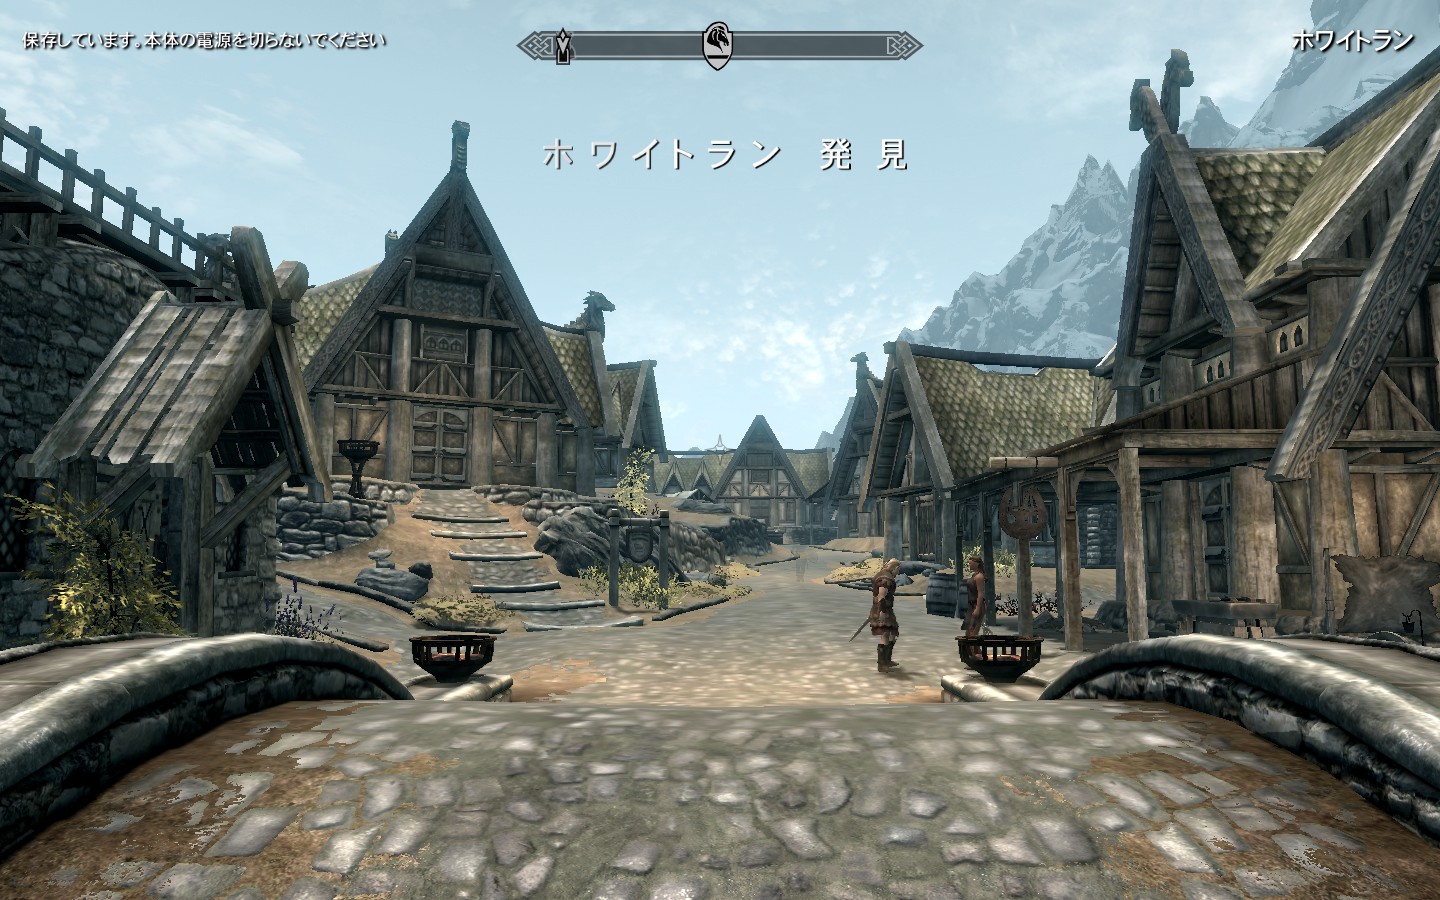 保存しています。本体の電源を切らないでください
ホワイトラン
ホワイトラン 発見